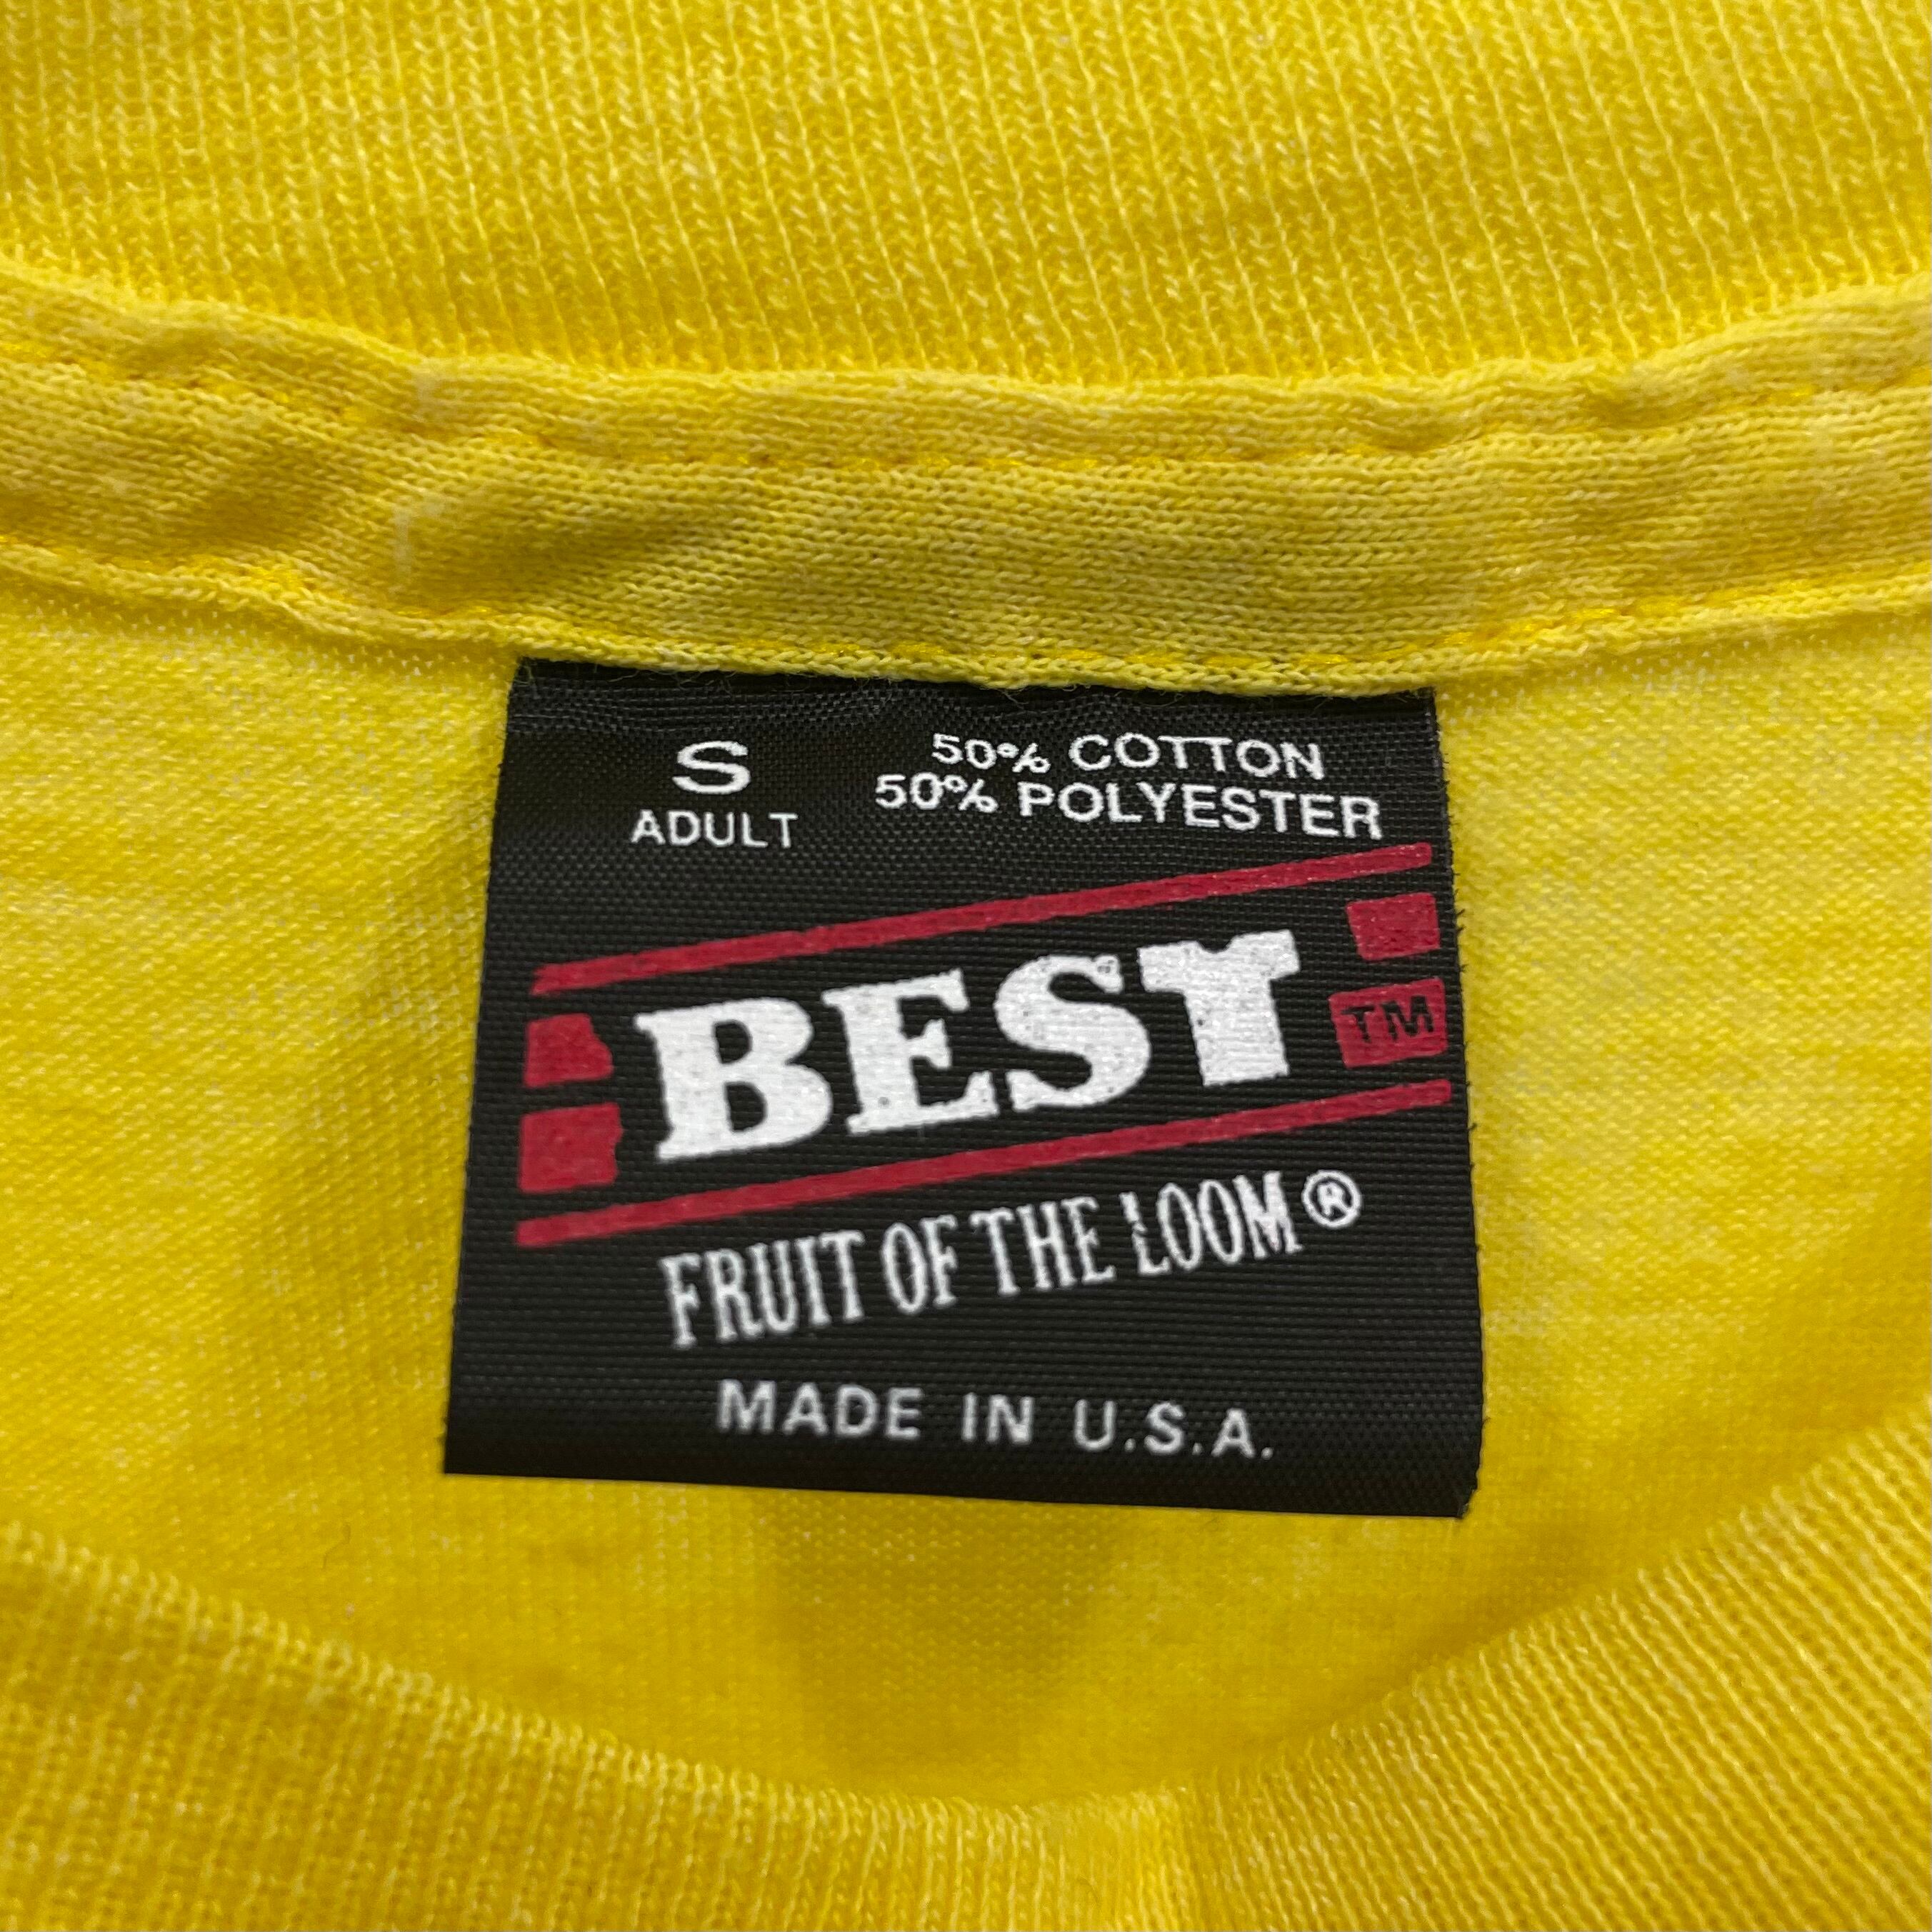 S
ADULT
50% COTTON
50% POLYESTER
BEST
TM
FRUIT OF THE LOOM®
MADE IN U.S.A.